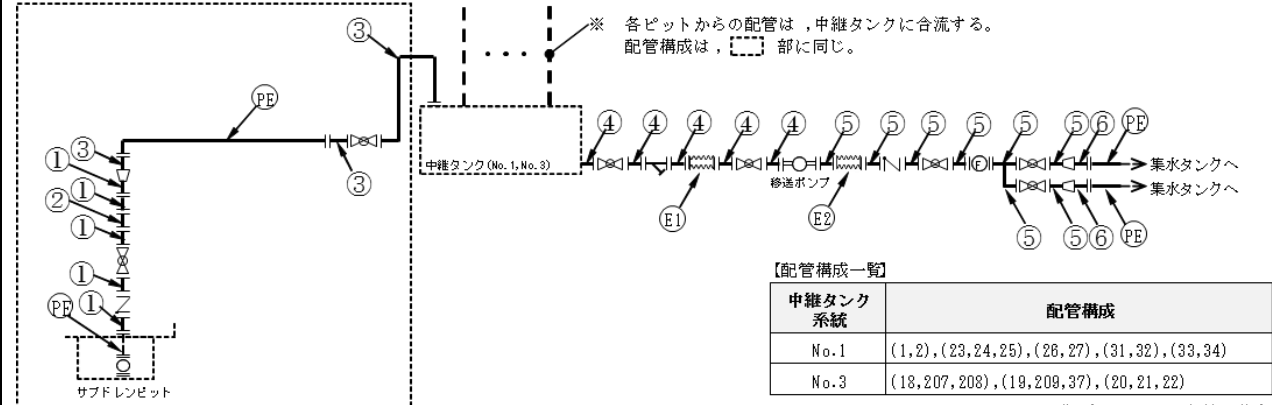 ※ 各ピットからの配管は，中継タンクに合流する。
配管構成は， 部に同じ。
③
PE
③
①
③
①
②
①
①
PE
①
サブドレンピット
中継タンク(No.1,No.3)
④ ④ ④ ④ ④ ⑤ ⑤ ⑤ ⑤ ⑤ ⑤ ⑥ PE
F
集水タンクへ
移送ポンプ
集水タンクへ
E1
E2
⑤ ⑤ ⑥ PE
【配管構成一覧】
中継タンク系統 配管構成
No.1 (1,2),(23,24,25),(26,27),(31,32),(33,34)
No.3 (18,207,208),(19,209,37),(20,21,22)